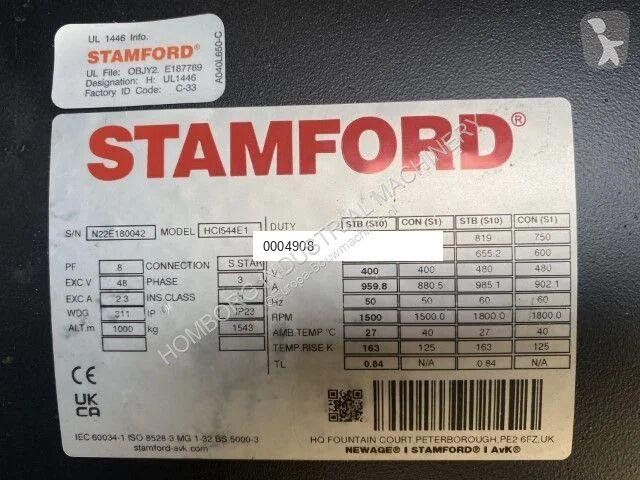 UL 1446 Info.
STAMFORD®
UL File: OBJY2. E187789
Designation: H: UL1446
Factory ID Code: C-33
A040L650-C
STAMFORD®
S/N N22E180042 MODEL HCI544E1 DUTY STB (S10) CON (S1) STB (S10) CON (S1)
0004908 819 750
655.2 600
PF .8 CONNECTION S.STAR V 400 400 480 480
EXC V 48 PHASE 3 A 959.8 880.5 985.1 902.1
EXC A 2.3 INS.CLASS Hz 50 50 60 60
WDG 311 IP IP23 RPM 1500 1500.0 1800.0 1800.0
ALT.m 1000 kg 1543 AMB.TEMP °C 27 40 27 40
TEMP.RISE K 163 125 163 125
TL 0.84 N/A 0.84 N/A
CE
UK
CA
IEC 60034-1 ISO 8528-3 MG 1-32 BS 5000-3
stamford-avk.com
HQ FOUNTAIN COURT, PETERBOROUGH, PE2 6FZ, UK
NEWAGE® I STAMFORD® I AvK®
HOMBORG INDUSTRIAL MACHINERY